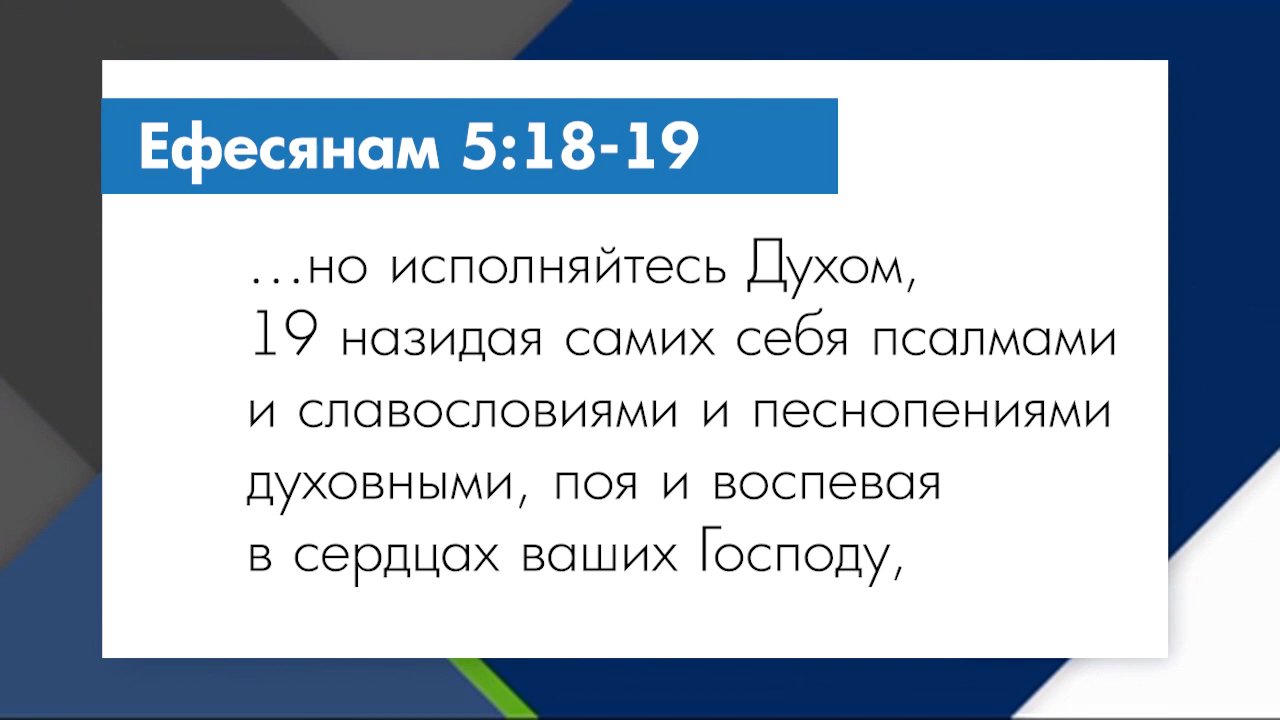 Ефесянам 5:18-19
...но исполняйтесь Духом,
19 назидая самих себя псалмами
и славословиями и песнопениями
духовными, поя и воспевая
в сердцах ваших Господу,